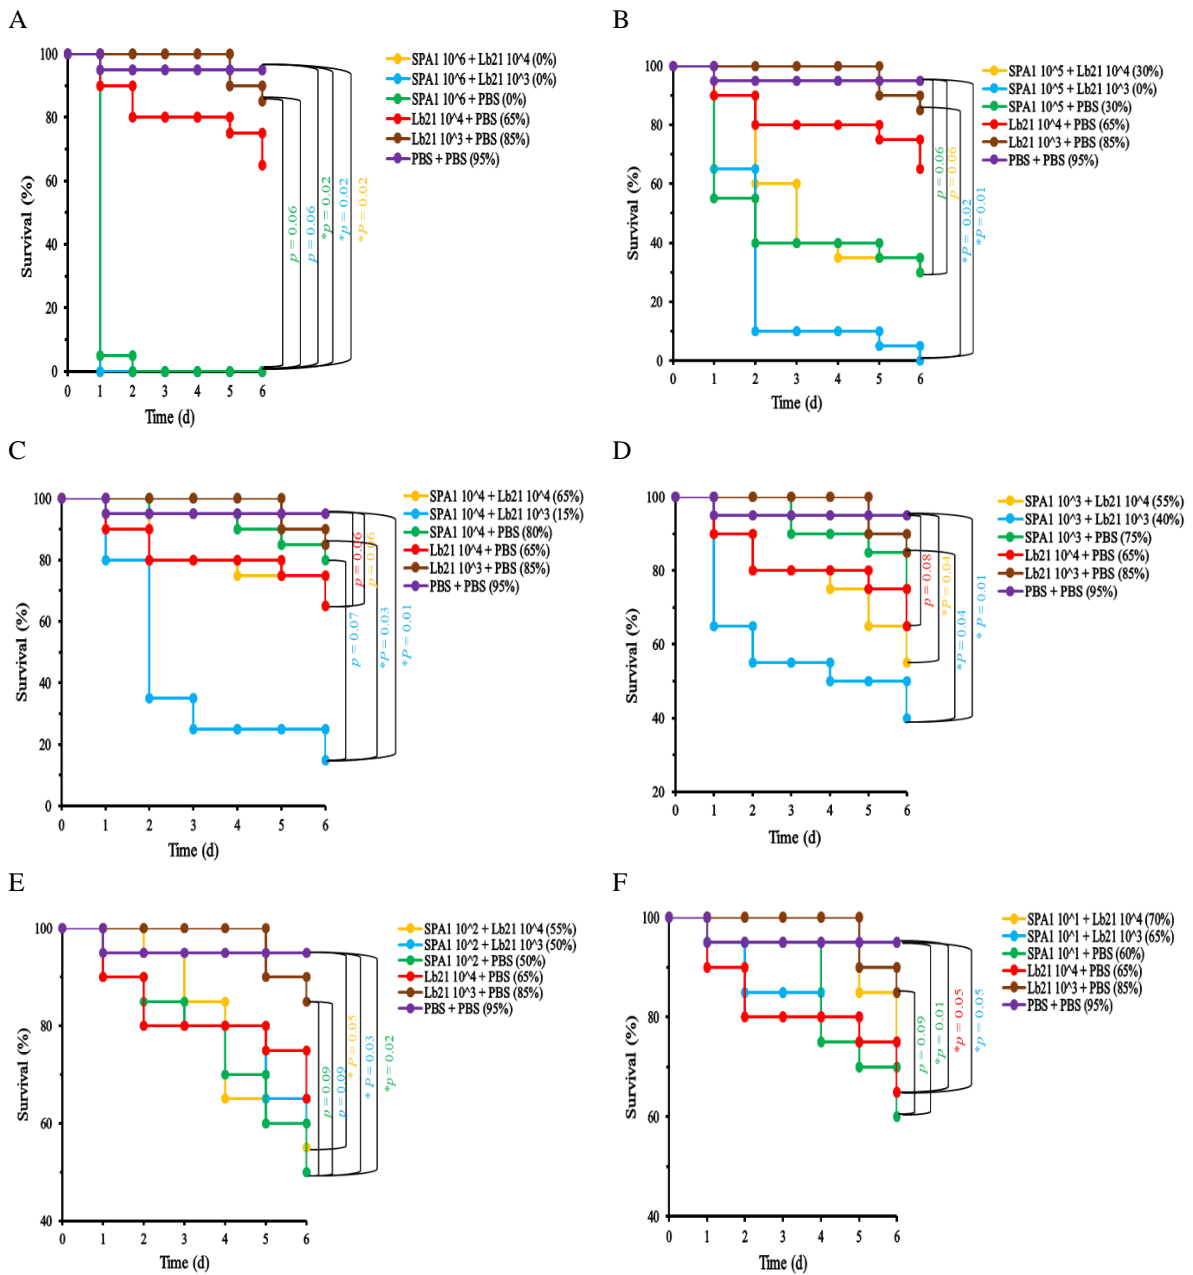 A
100
80
60
40
20
0
0 1 2 3 4 5 6
Survival (%)
Time (d)
SPA1 10^6 + Lb21 10^4 (0%)
SPA1 10^6 + Lb21 10^3 (0%)
SPA1 10^6 + PBS (0%)
Lb21 10^4 + PBS (65%)
Lb21 10^3 + PBS (85%)
PBS + PBS (95%)
p = 0.06
p = 0.06
*p = 0.02
*p = 0.02
*p = 0.02
B
100
80
60
40
20
0
0 1 2 3 4 5 6
Survival (%)
Time (d)
SPA1 10^5 + Lb21 10^4 (30%)
SPA1 10^5 + Lb21 10^3 (0%)
SPA1 10^5 + PBS (30%)
Lb21 10^4 + PBS (65%)
Lb21 10^3 + PBS (85%)
PBS + PBS (95%)
p = 0.06
p = 0.06
*P = 0.02
*P = 0.01
C
100
80
60
40
20
0
0 1 2 3 4 5 6
Survival (%)
Time (d)
SPA1 10^4 + Lb21 10^4 (65%)
SPA1 10^4 + Lb21 10^3 (15%)
SPA1 10^4 + PBS (80%)
Lb21 10^4 + PBS (65%)
Lb21 10^3 + PBS (85%)
PBS + PBS (95%)
p = 0.06
p = 0.06
p = 0.07
*P = 0.03
*P = 0.01
D
100
80
60
40
20
0 1 2 3 4 5 6
Survival (%)
Time (d)
SPA1 10^3 + Lb21 10^4 (55%)
SPA1 10^3 + Lb21 10^3 (40%)
SPA1 10^3 + PBS (75%)
Lb21 10^4 + PBS (65%)
Lb21 10^3 + PBS (85%)
PBS + PBS (95%)
p = 0.08
*P = 0.04
*P = 0.04
* P = 0.01
E
100
80
60
40
0 1 2 3 4 5 6
Survival (%)
Time (d)
SPA1 10^2 + Lb21 10^4 (55%)
SPA1 10^2 + Lb21 10^3 (50%)
SPA1 10^2 + PBS (50%)
Lb21 10^4 + PBS (65%)
Lb21 10^3 + PBS (85%)
PBS + PBS (95%)
p = 0.09
p = 0.09
* P = 0.05
* P = 0.03
*p = 0.02
F
100
80
60
40
0 1 2 3 4 5 6
Survival (%)
Time (d)
SPA1 10^1 + Lb21 10^4 (70%)
SPA1 10^1 + Lb21 10^3 (65%)
SPA1 10^1 + PBS (60%)
Lb21 10^4 + PBS (65%)
Lb21 10^3 + PBS (85%)
PBS + PBS (95%)
p = 0.09
*p = 0.01
*p = 0.05
*p = 0.05